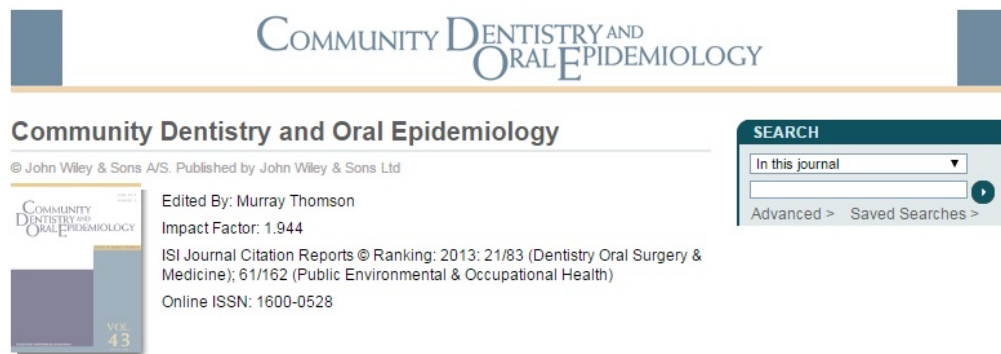 COMMUNITY DENTISTRY AND
ORAL EPIDEMIOLOGY
Community Dentistry and Oral Epidemiology
© John Wiley & Sons A/S. Published by John Wiley & Sons Ltd
COMMUNITY
DENTISTRY AND
ORAL EPIDEMIOLOGY
VOL.
43
Edited By: Murray Thomson
Impact Factor: 1.944
ISI Journal Citation Reports © Ranking: 2013: 21/83 (Dentistry Oral Surgery &
Medicine); 61/162 (Public Environmental & Occupational Health)
Online ISSN: 1600-0528
SEARCH
In this journal
Advanced > Saved Searches >